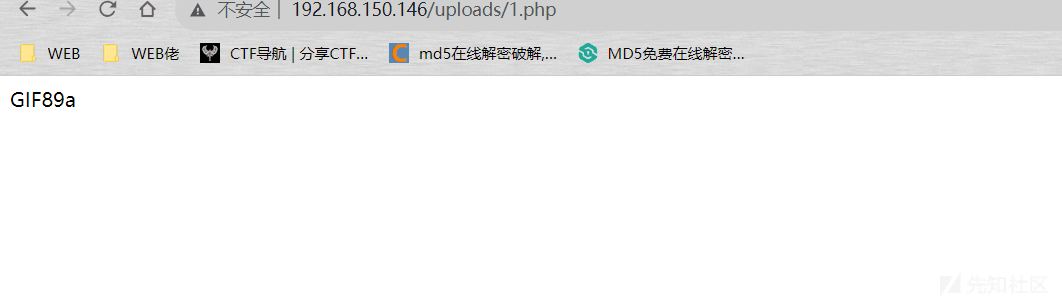 不安全 | 192.168.150.146/uploads/1.php
WEB WEB佬 CTF导航 | 分享CTF... md5在线解密破解,... MD5免费在线解密...
GIF89a
先知社区